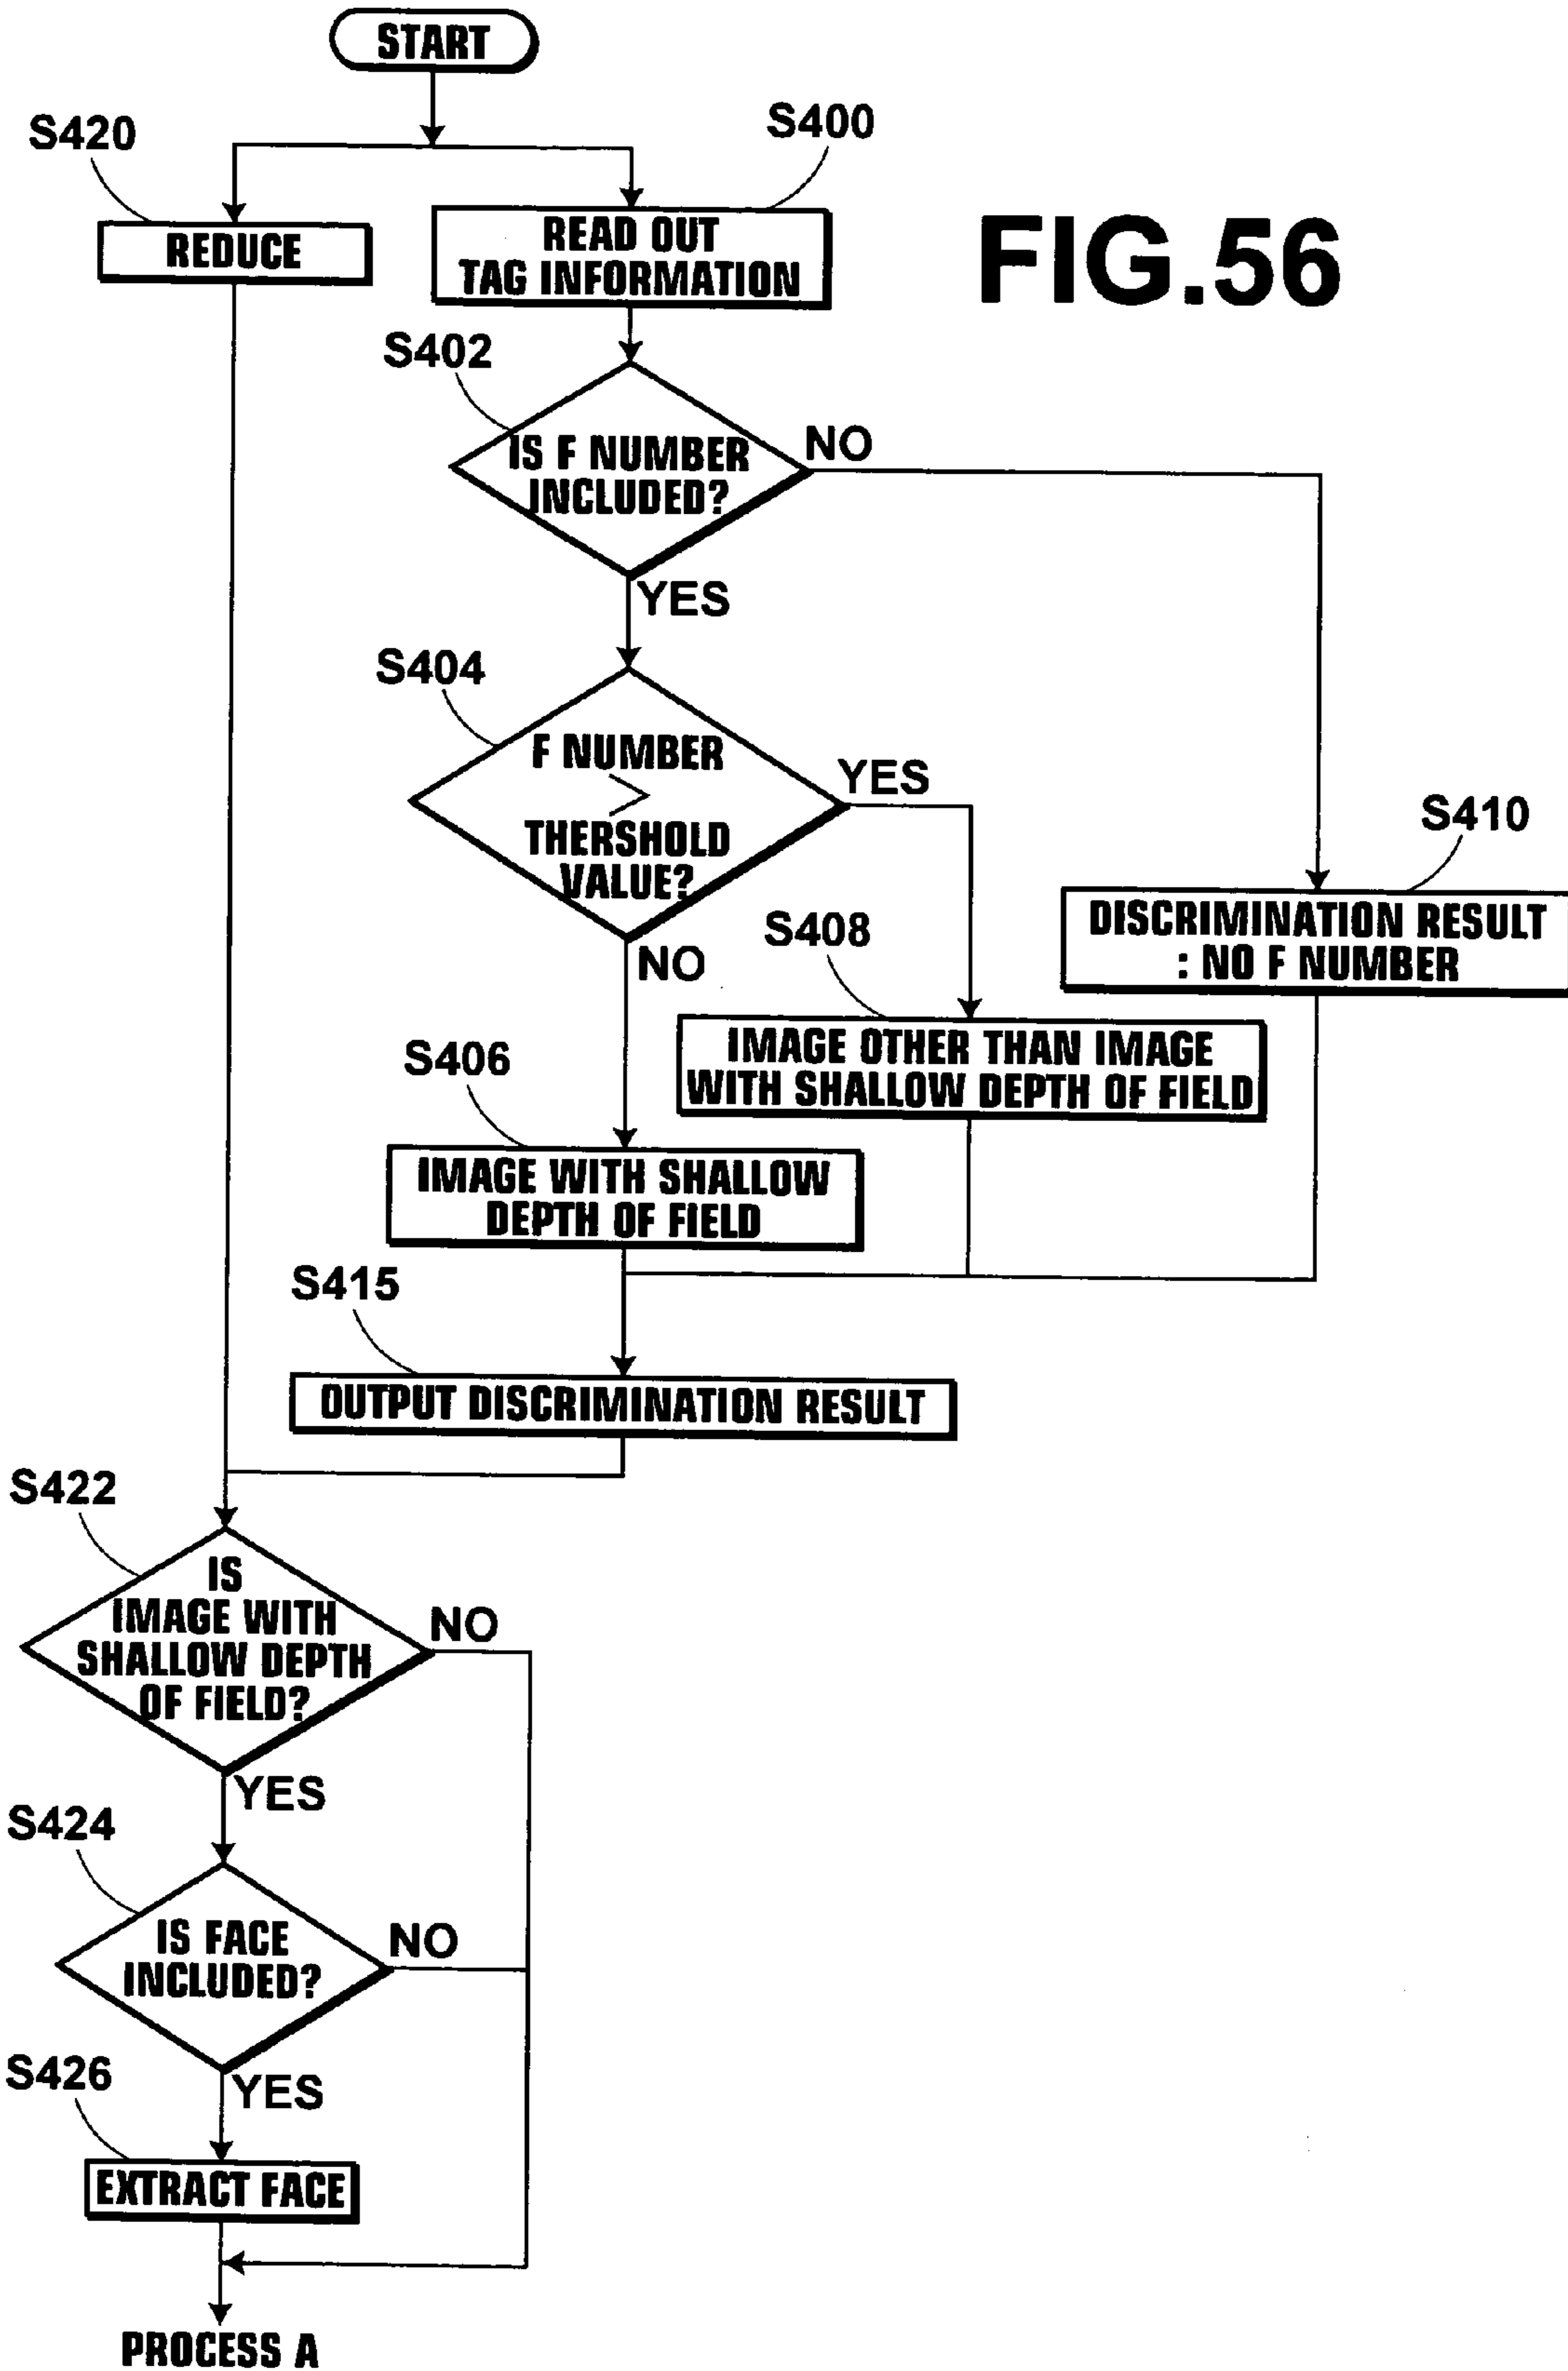 START
S420
S400
REDUCE
READ OUT
TAG INFORMATION
FIG.56
S402
IS F NUMBER
INCLUDED?
NO
YES
S404
F NUMBER
>
THERSHOLD
VALUE?
YES
NO
S410
DISCRIMINATION RESULT
: NO F NUMBER
S408
IMAGE OTHER THAN IMAGE
WITH SHALLOW DEPTH OF FIELD
S406
IMAGE WITH SHALLOW
DEPTH OF FIELD
S415
OUTPUT DISCRIMINATION RESULT
S422
IS
IMAGE WITH
SHALLOW DEPTH
OF FIELD?
NO
YES
S424
IS FACE
INCLUDED?
NO
YES
S426
EXTRACT FACE
PROCESS A